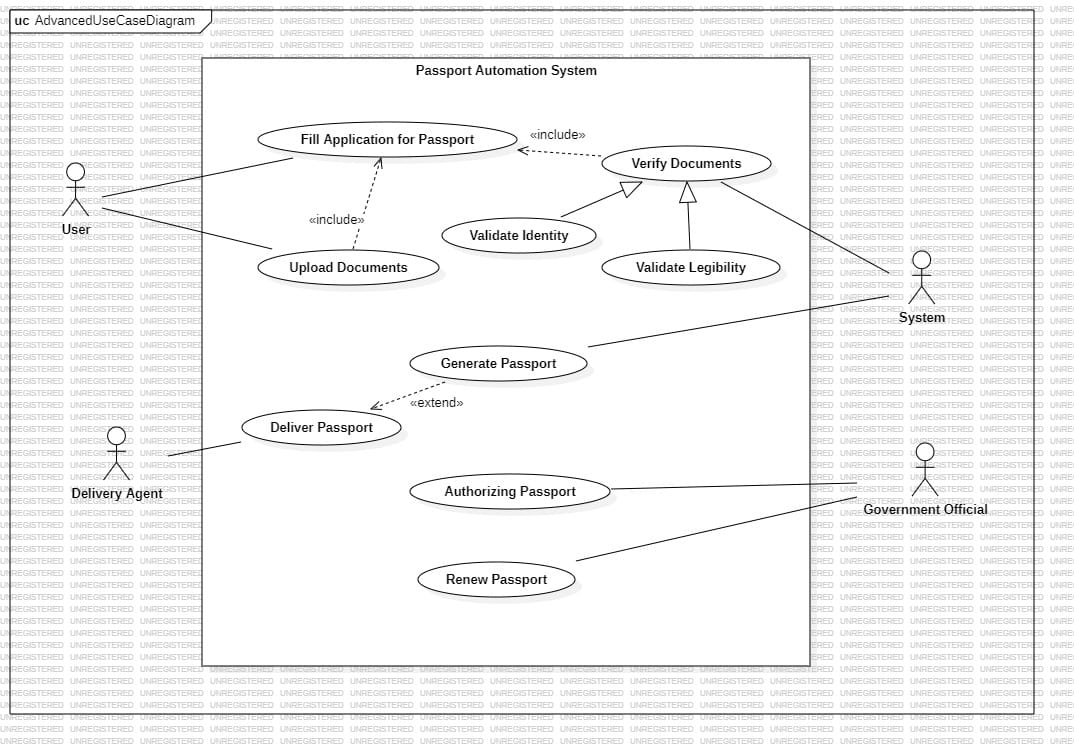 uc AdvancedUseCaseDiagram
Passport Automation System
Fill Application for Passport
«include»
Verify Documents
User
«include»
Validate Identity
Upload Documents
Validate Legibility
System
Generate Passport
«extend»
Deliver Passport
Delivery Agent
Authorizing Passport
Government Official
Renew Passport
UNREGISTERED